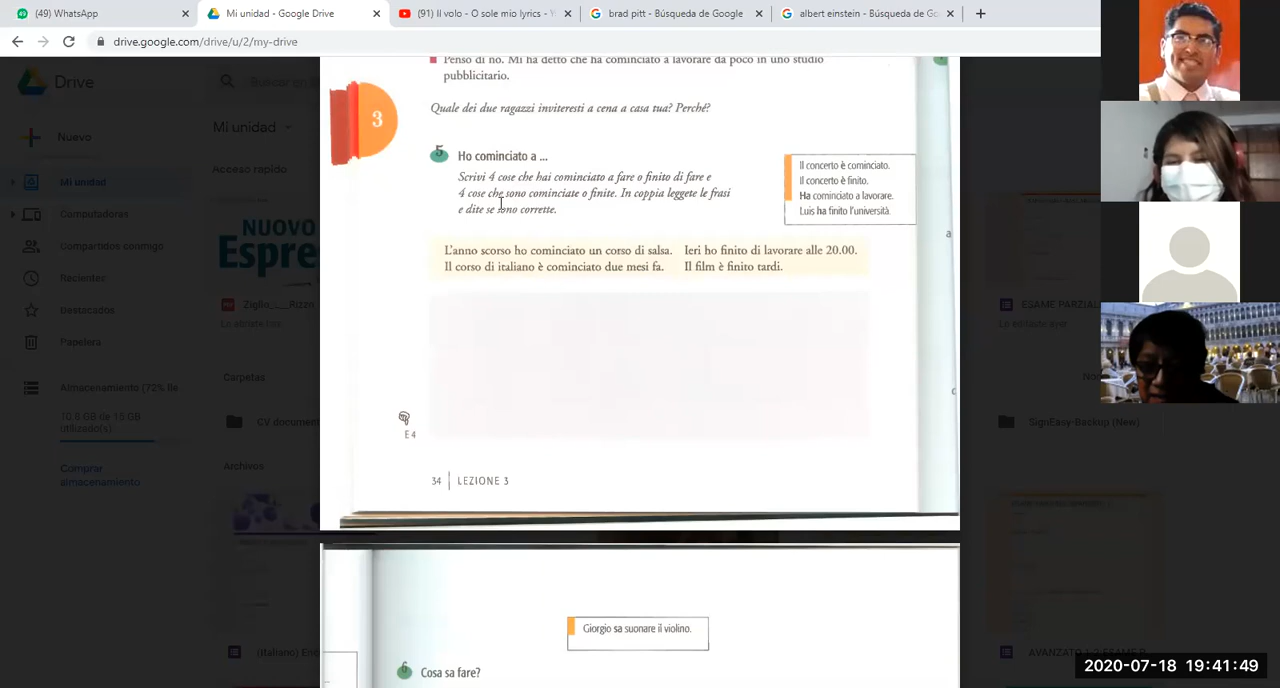 (49) WhatsApp
Mi unidad - Google Drive
(91) Il volo - O sole mio lyrics - Y
brad pitt - Búsqueda de Google
albert einstein - Búsqueda de Go
drive.google.com/drive/u/2/my-drive
Drive
Buscar en
Nuevo
Mi unidad
Computadoras
Compartidos conmigo
Recientes
Destacados
Papelera
Almacenamiento (72% lle
10,8 GB de 15 GB
utilizado(s)
Comprar
almacenamiento
Mi unidad
Acceso rápido
NUOVO
Espre
Carpetas
CV document
Archivos
(Italiano)
Penso di no. Mi ha detto che ha cominciato a lavorare da poco in uno studio
pubblicitario.
3
Quale dei due ragazzi inviteresti a cena a casa tua? Perché?
5 Ho cominciato a ...
Scrivi 4 cose che hai cominciato a fare o finito di fare e
4 cose che sono cominciate o finite. In coppia leggete le frasi
e dite se sono corrette.
Il concerto è cominciato.
Il concerto è finito.
Ha cominciato a lavorare.
Luis ha finito l'università.
L'anno scorso ho cominciato un corso di salsa. Ieri ho finito di lavorare alle 20.00.
Il corso di italiano è cominciato due mesi fa. Il film è finito tardi.
E 4
34 LEZIONE 3
Giorgio sa suonare il violino.
6 Cosa sa fare?
ESAME PARZIAL
SignEasy-Backup (New)
2020-07-18 19:41:49